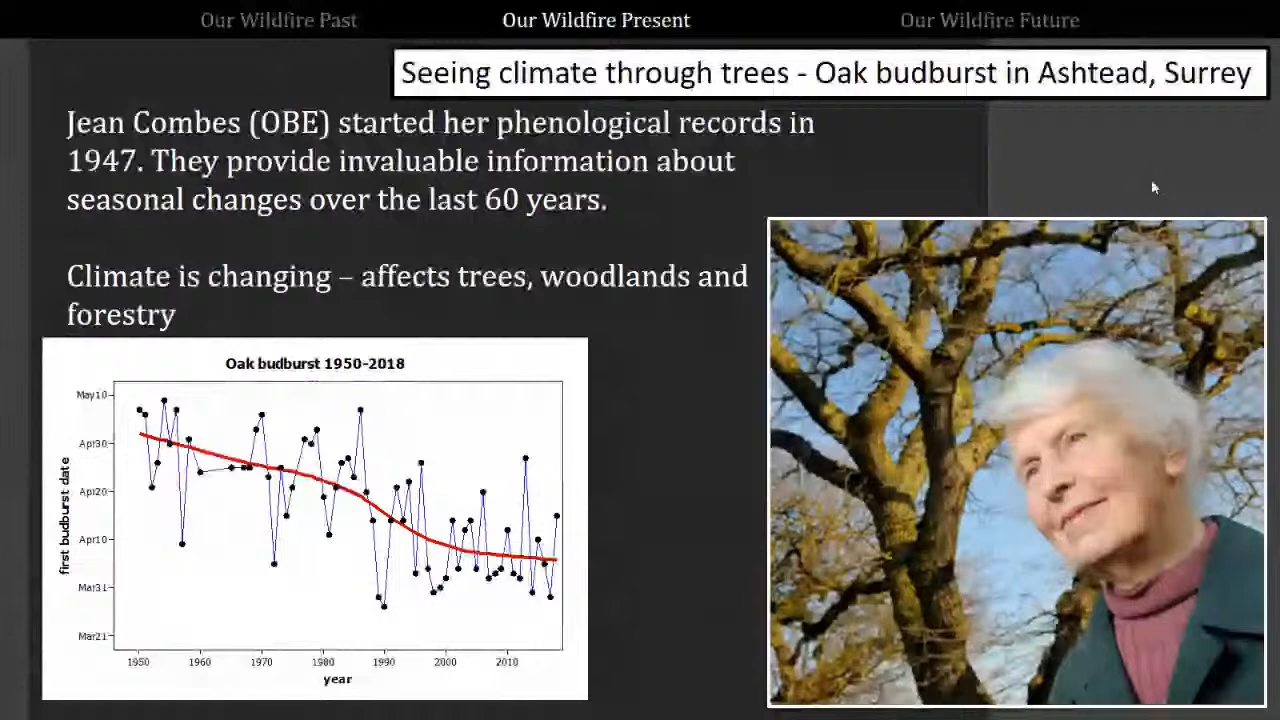 Our Wildfire Past
Our Wildfire Present
Our Wildfire Future
Seeing climate through trees - Oak budburst in Ashtead, Surrey
Jean Combes (OBE) started her phenological records in
1947. They provide invaluable information about
seasonal changes over the last 60 years.
Climate is changing – affects trees, woodlands and
forestry
Oak budburst 1950-2018
first budburst date
May10
Apr30
Apr20
Apr10
Mar31
Mar21
1950 1960 1970 1980 1990 2000 2010
year